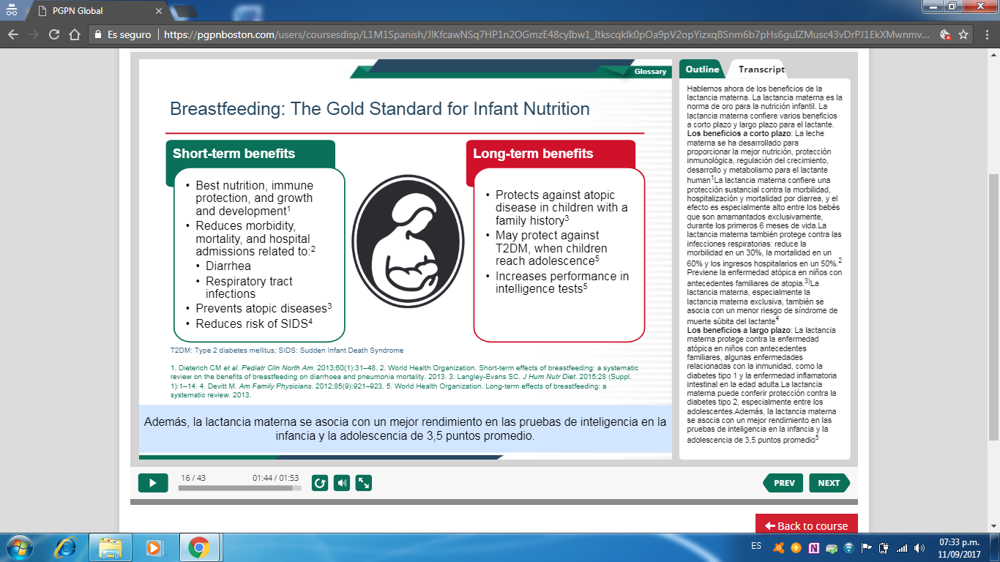 PGPN Global
Es seguro
https://pgpnboston.com/users/coursesdisp/L1M1Spanish/
Glossary
Breastfeeding: The Gold Standard for Infant Nutrition
Short-term benefits
• Best nutrition, immune
protection, and growth
and development1
• Reduces morbidity,
mortality, and hospital
admissions related to:2
• Diarrhea
• Respiratory tract
infections
• Prevents atopic diseases3
• Reduces risk of SIDS4
Long-term benefits
• Protects against atopic
disease in children with a
family history3
• May protect against
T2DM, when children
reach adolescence5
• Increases performance in
intelligence tests5
T2DM: Type 2 diabetes mellitus; SIDS: Sudden Infant Death Syndrome
1. Dieterich CM et al. Pediatr Clin North Am. 2013;60(1):31–48. 2. World Health Organization. Short-term effects of breastfeeding: a systematic
review on the benefits of breastfeeding on diarrhoea and pneumonia mortality. 2013. 3. Langley-Evans SC. J Hum Nutr Diet. 2015;28 (Suppl.
1):1–14. 4. Devitt M. Am Family Physicians. 2012;85(9):921–923. 5. World Health Organization. Long-term effects of breastfeeding: a
systematic review. 2013.
Además, la lactancia materna se asocia con un mejor rendimiento en las pruebas de inteligencia en la
infancia y la adolescencia de 3,5 puntos promedio.
16 / 43
01:44 / 01:53
Outline
Transcript
Hablemos ahora de los beneficios de la
lactancia materna. La lactancia materna es la
norma de oro para la nutrición infantil. La
lactancia materna confiere varios beneficios
a corto plazo y largo plazo para el lactante.
Los beneficios a corto plazo: La leche
materna se ha desarrollado para
proporcionar la mejor nutrición, protección
inmunológica, regulación del crecimiento,
desarrollo y metabolismo para el lactante
human1La lactancia materna confiere una
protección sustancial contra la morbilidad,
hospitalización y mortalidad por diarrea, y el
efecto es especialmente alto entre los bebés
que son amamantados exclusivamente,
durante los primeros 6 meses de vida.La
lactancia materna también protege contra las
infecciones respiratorias: reduce la
morbilidad en un 30%, la mortalidad en un
60% y los ingresos hospitalarios en un 50%.2
Previene la enfermedad atópica en niños con
antecedentes familiares de atopia.3)La
lactancia materna, especialmente la
lactancia materna exclusiva, también se
asocia con un menor riesgo de síndrome de
muerte súbita del lactante4
Los beneficios a largo plazo: La lactancia
materna protege contra la enfermedad
atópica en niños con antecedentes
familiares, algunas enfermedades
relacionadas con la inmunidad, como la
diabetes tipo 1 y la enfermedad inflamatoria
intestinal en la edad adulta.La lactancia
materna puede conferir protección contra la
diabetes tipo 2, especialmente entre los
adolescentes.Además, la lactancia materna
se asocia con un mejor rendimiento en las
pruebas de inteligencia en la infancia y la
adolescencia de 3,5 puntos promedio5
PREV
NEXT
Back to course
ES
07:33 p.m.
11/09/2017